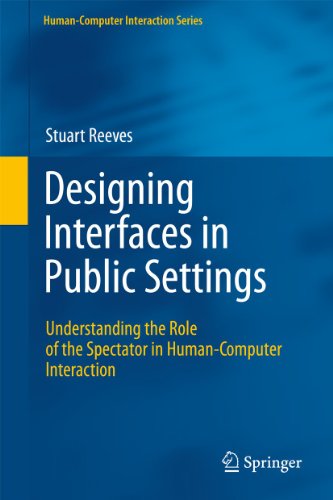 Human-Computer Interaction Series
Stuart Reeves
Designing
Interfaces in
Public Settings
Understanding the Role
of the Spectator in Human-Computer
Interaction
Springer